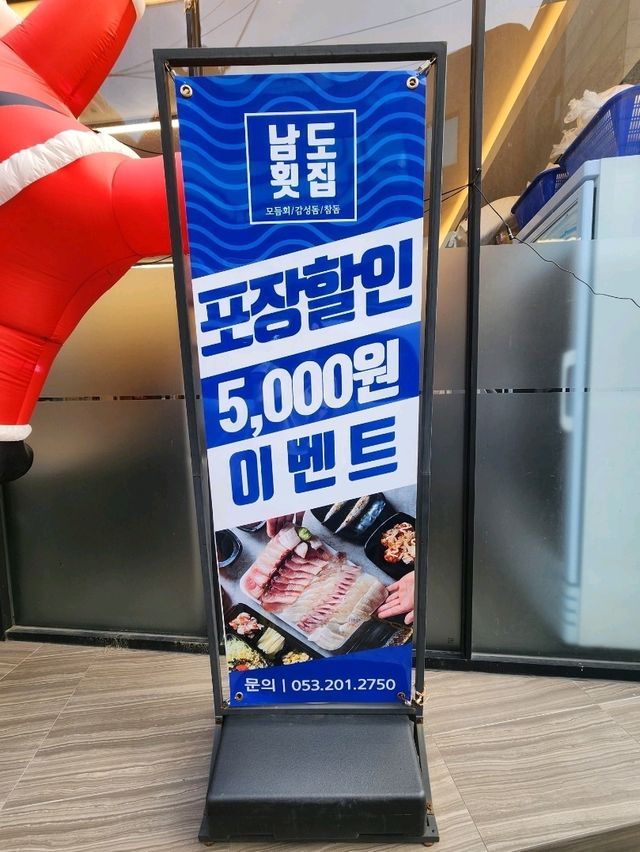 남도
횟집
모듬회/감성돔/참돔
포장할인
5,000원
이벤트
문의 | 053.201.2750